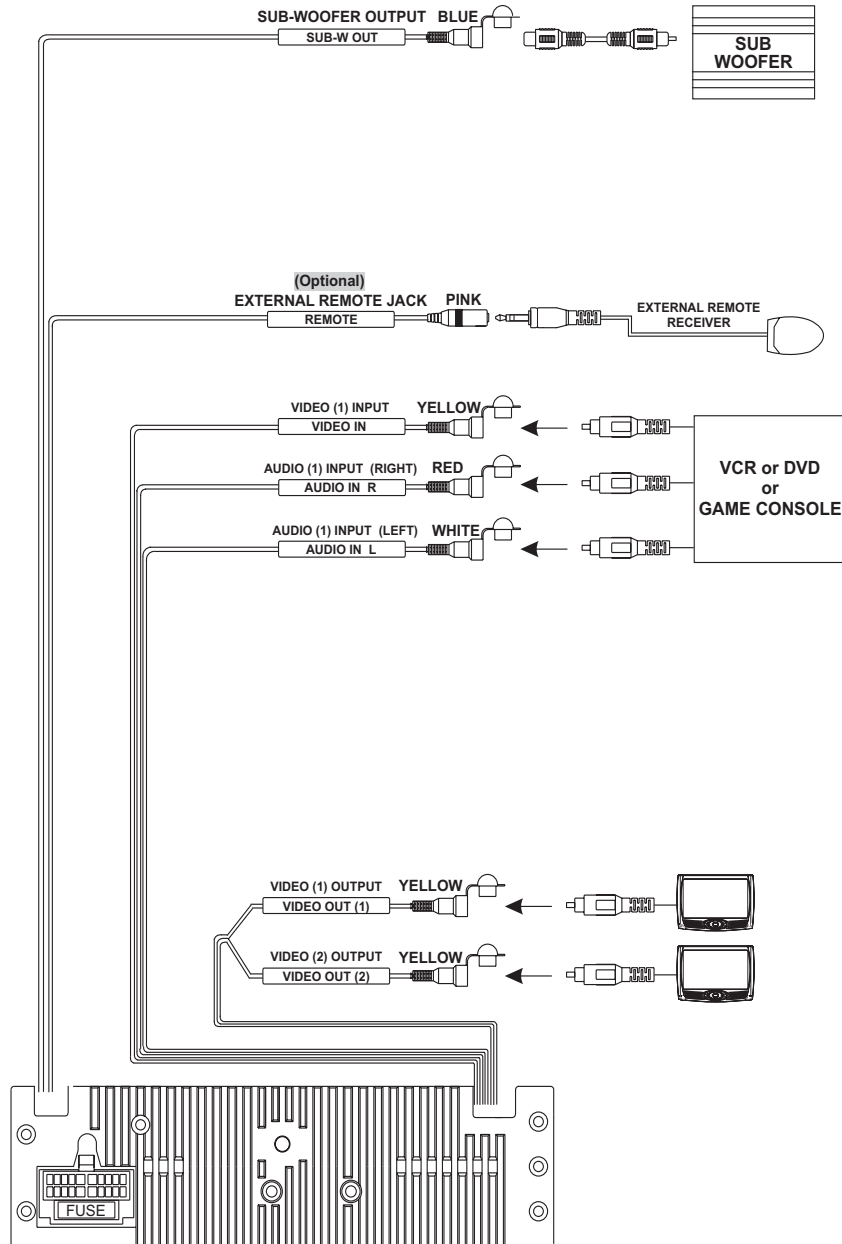 SUB-WOOFER OUTPUT BLUE
SUB-W OUT
SUB
WOOFER
(Optional)
EXTERNAL REMOTE JACK PINK
REMOTE
EXTERNAL REMOTE
RECEIVER
VIDEO (1) INPUT YELLOW
VIDEO IN
AUDIO (1) INPUT (RIGHT) RED
AUDIO IN R
AUDIO (1) INPUT (LEFT) WHITE
AUDIO IN L
VCR or DVD
or
GAME CONSOLE
VIDEO (1) OUTPUT YELLOW
VIDEO OUT (1)
VIDEO (2) OUTPUT YELLOW
VIDEO OUT (2)
FUSE